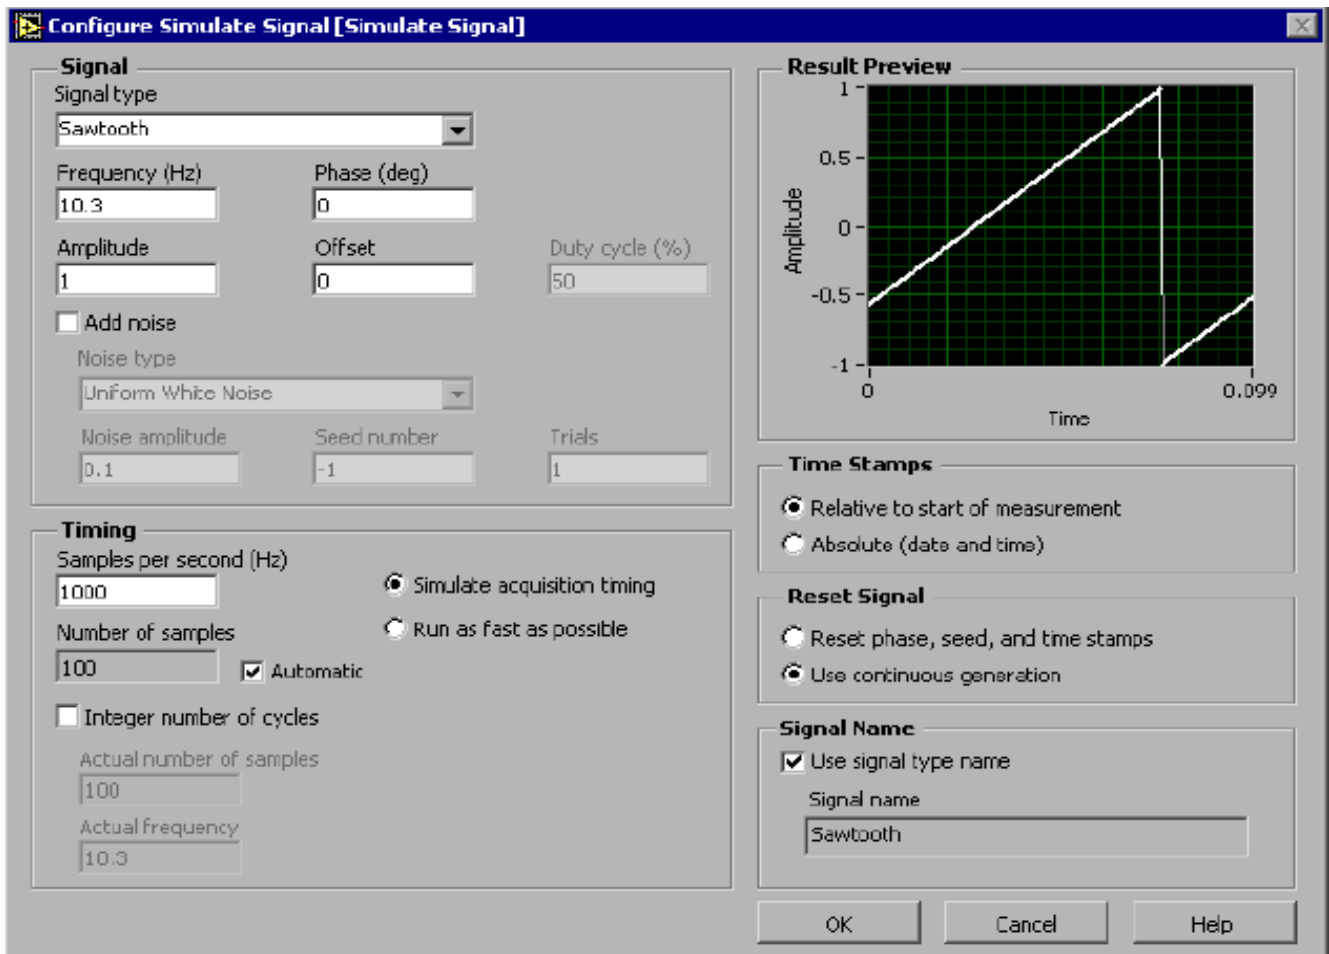 Configure Simulate Signal [Simulate Signal]
Signal
Signal type
Sawtooth
Frequency (Hz)
Phase (deg)
10.3
0
Amplitude
Offset
Duty cycle (%)
1
0
50
Add noise
Noise type
Uniform White Noise
Noise amplitude
Seed number
Trials
0.1
-1
1
Timing
Samples per second (Hz)
1000
Simulate acquisition timing
Run as fast as possible
Number of samples
100
Automatic
Integer number of cycles
Actual number of samples
100
Actual frequency
10.3
Result Preview
1
0.5
0
-0.5
-1
Amplitude
0
0.099
Time
Time Stamps
Relative to start of measurement
Absolute (date and time)
Reset Signal
Reset phase, seed, and time stamps
Use continuous generation
Signal Name
Use signal type name
Signal name
Sawtooth
OK
Cancel
Help